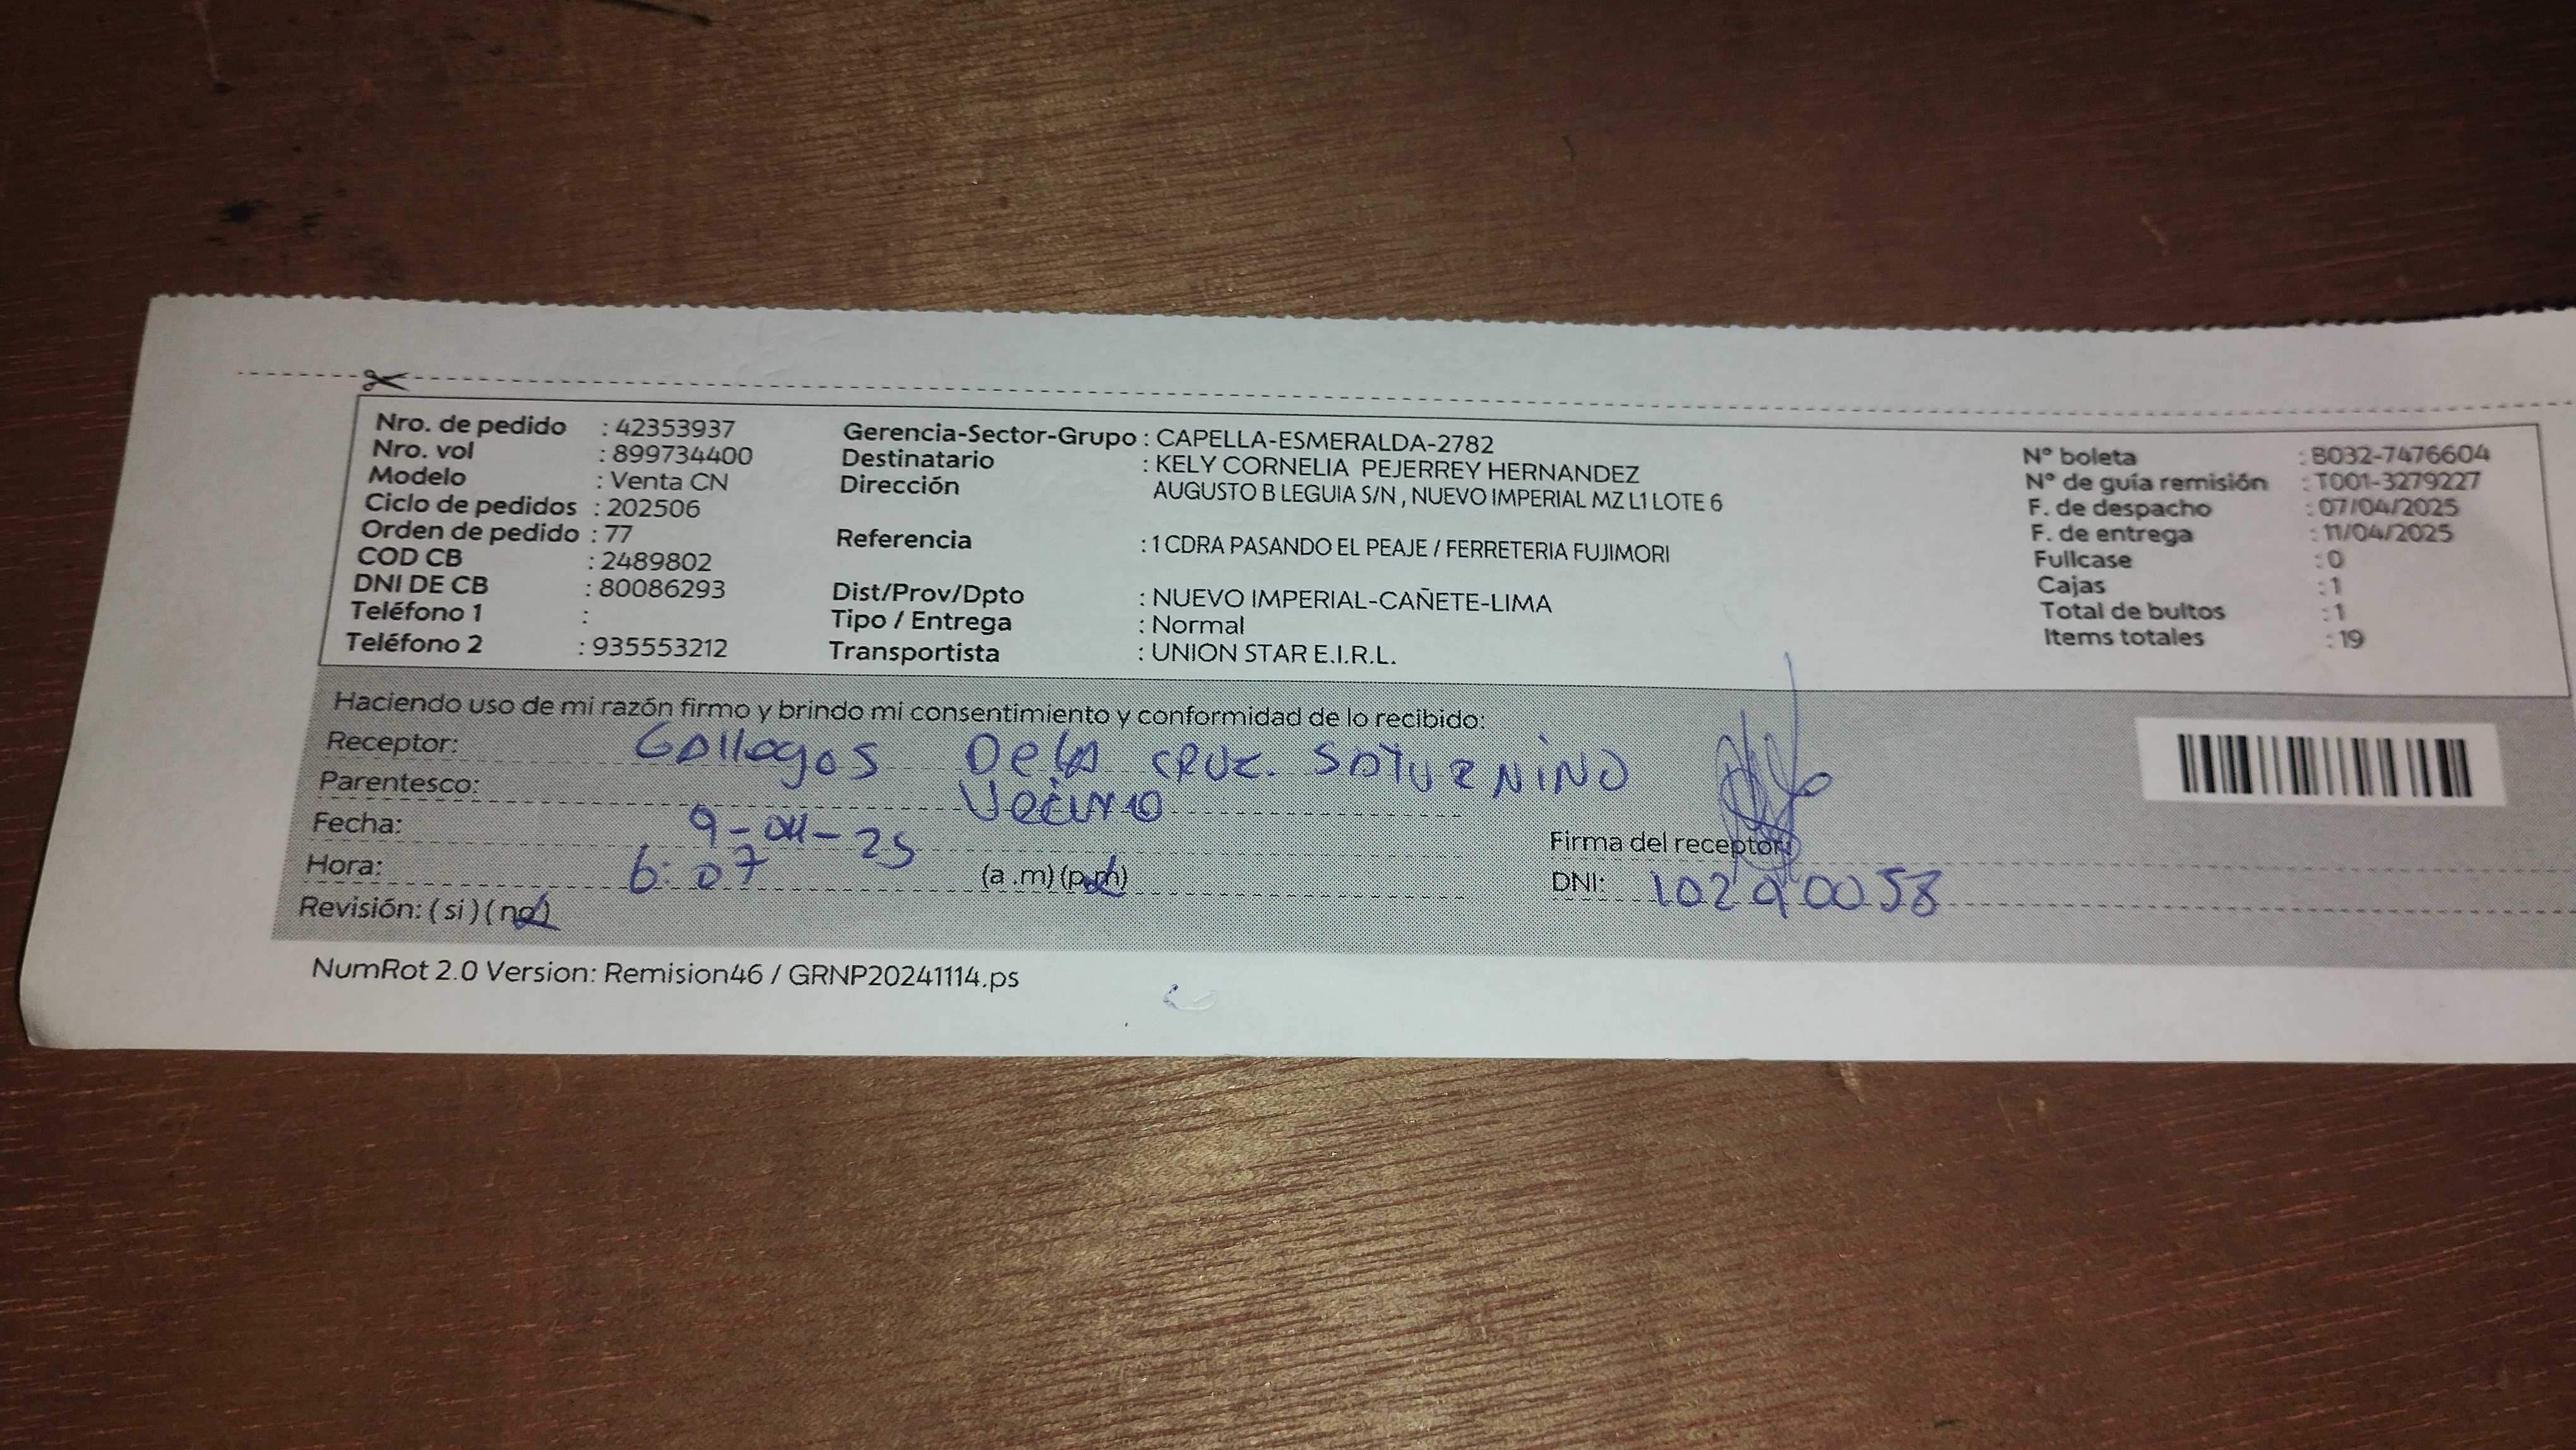 Nro. de pedido : 42353937
Nro. vol : 899734400
Modelo : Venta CN
Ciclo de pedidos : 202506
Orden de pedido : 77
COD CB : 2489802
DNI DE CB : 80086293
Teléfono 1 :
Teléfono 2 : 935553212
Gerencia-Sector-Grupo : CAPELLA-ESMERALDA-2782
Destinatario : KELY CORNELIA PEJERREY HERNANDEZ
Dirección AUGUSTO B LEGUIA S/N , NUEVO IMPERIAL MZ L1 LOTE 6
Referencia : 1 CDRA PASANDO EL PEAJE / FERRETERIA FUJIMORI
Dist/Prov/Dpto : NUEVO IMPERIAL-CAÑETE-LIMA
Tipo / Entrega : Normal
Transportista : UNION STAR E.I.R.L.
N° boleta : B032-7476604
N° de guía remisión : T001-3279227
F. de despacho : 07/04/2025
F. de entrega : 11/04/2025
Fullcase : 0
Cajas : 1
Total de bultos : 1
Items totales : 19
Haciendo uso de mi razón firmo y brindo mi consentimiento y conformidad de lo recibido:
Receptor: Gallegos De la CRUZ. SATURNINO
Parentesco: Vecino
Fecha: 9-04-25
Hora: 6:07 (a .m) (p.m)
Revisión: ( si ) ( no)
Firma del receptor:
DNI: 10290058
NumRot 2.0 Version: Remision46 / GRNP20241114.ps